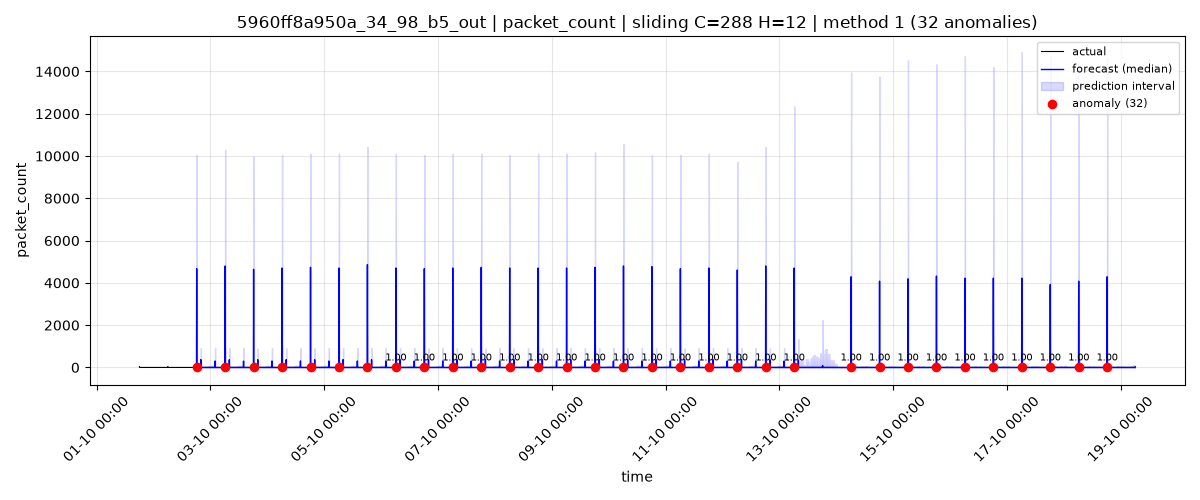 5960ff8a950a_34_98_b5_out | packet_count | sliding C=288 H=12 | method 1 (32 anomalies)
actual
forecast (median)
prediction interval
anomaly (32)
packet_count
14000
12000
10000
8000
6000
4000
2000
0
1.00 1.00 1.00 1.00 1.00 1.00 1.00 1.00 1.00 1.00 1.00 1.00 1.00 1.00 1.00 1.00 1.00 1.00 1.00 1.00 1.00 1.00 1.00 1.00 1.00
01-10 00:00
03-10 00:00
05-10 00:00
07-10 00:00
09-10 00:00
11-10 00:00
13-10 00:00
15-10 00:00
17-10 00:00
19-10 00:00
time